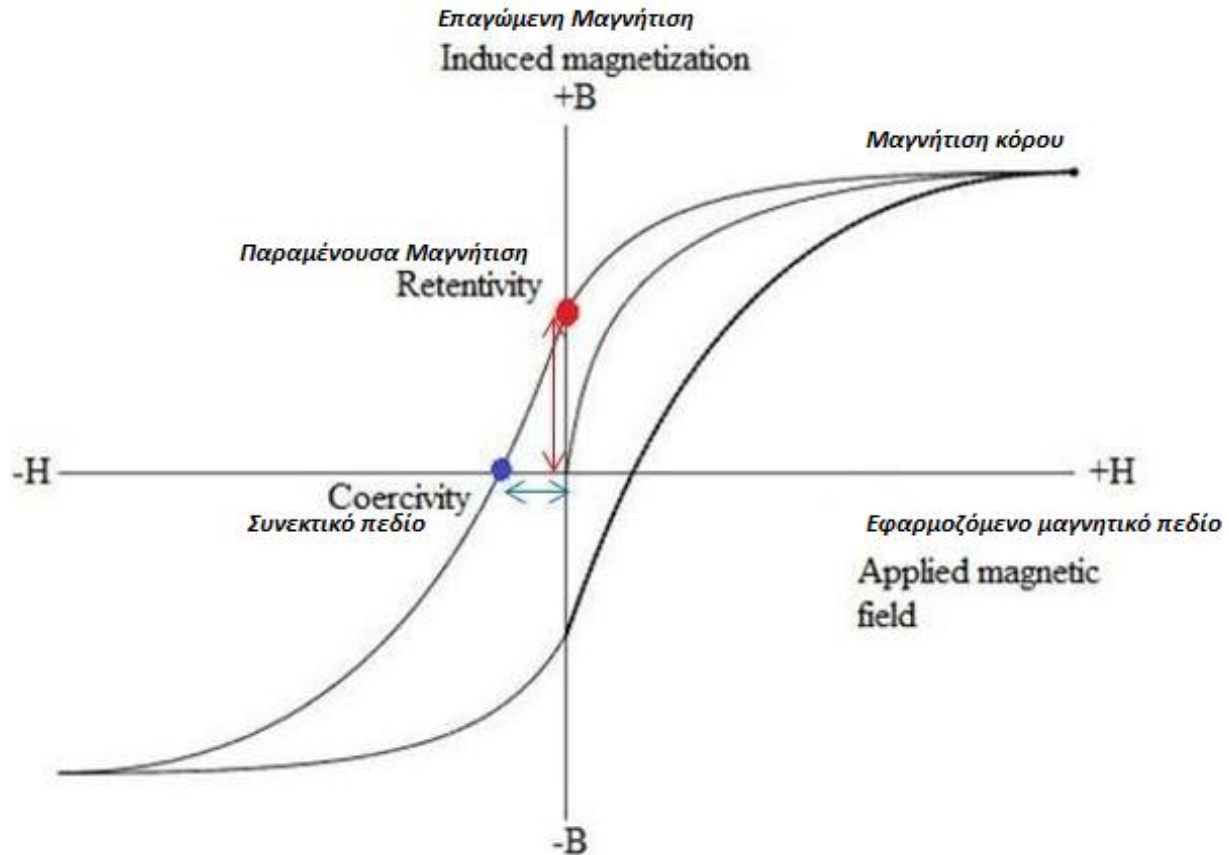 Επαγώμενη Μαγνήτιση
Induced magnetization
+B
Μαγνήτιση κόρου
Παραμένουσα Μαγνήτιση
Retentivity
-H
+H
Coercivity
Συνεκτικό πεδίο
Εφαρμοζόμενο μαγνητικό πεδίο
Applied magnetic
field
-B